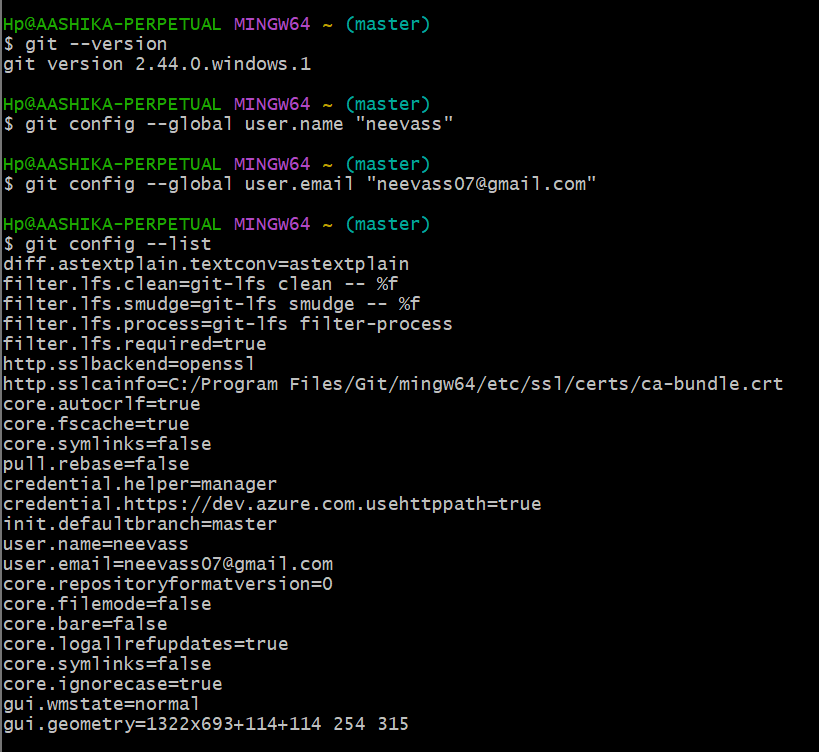 Hp@AASHIKA-PERPETUAL MINGW64 ~ (master)
$ git --version
git version 2.44.0.windows.1
Hp@AASHIKA-PERPETUAL MINGW64 ~ (master)
$ git config --global user.name "neevass"
Hp@AASHIKA-PERPETUAL MINGW64 ~ (master)
$ git config --global user.email "neevass07@gmail.com"
Hp@AASHIKA-PERPETUAL MINGW64 ~ (master)
$ git config --list
diff.astextplain.textconv=astextplain
filter.lfs.clean=git-lfs clean -- %f
filter.lfs.smudge=git-lfs smudge -- %f
filter.lfs.process=git-lfs filter-process
filter.lfs.required=true
http.sslbackend=openssl
http.sslcainfo=C:/Program Files/Git/mingw64/etc/ssl/certs/ca-bundle.crt
core.autocrlf=true
core.fscache=true
core.symlinks=false
pull.rebase=false
credential.helper=manager
credential.https://dev.azure.com.usehttppath=true
init.defaultbranch=master
user.name=neevass
user.email=neevass07@gmail.com
core.repositoryformatversion=0
core.filemode=false
core.bare=false
core.logallrefupdates=true
core.symlinks=false
core.ignorecase=true
gui.wmstate=normal
gui.geometry=1322x693+114+114 254 315